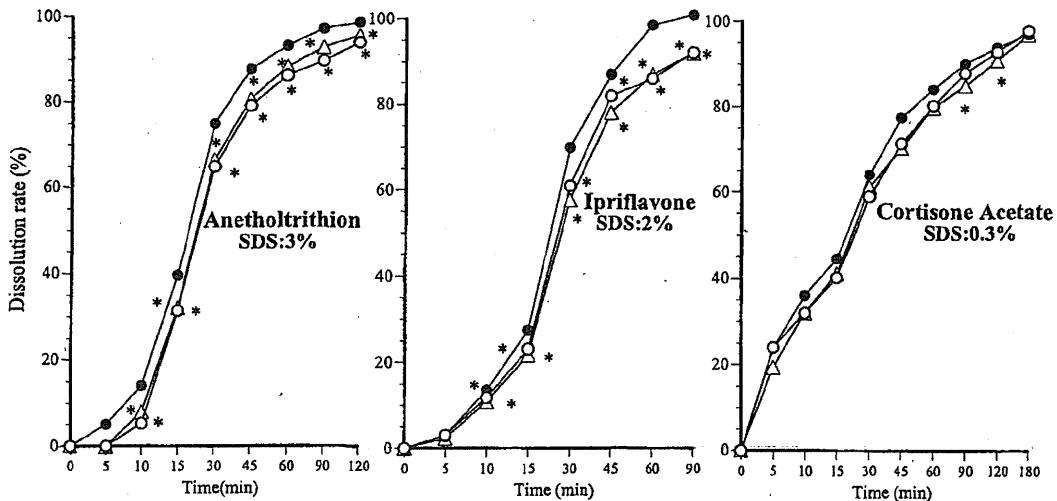 100
80
60
40
20
0
Dissolution rate (%)
Anetholtrithion
SDS:3%
* * * * * * * * * * * * * *
0 5 10 15 30 45 60 90 120
Time(min)
100
80
60
40
20
0
Ipriflavone
SDS:2%
* * * * * * * * * * * *
0 5 10 15 30 45 60 90
Time (min)
100
80
60
40
20
0
Cortisone Acetate
SDS:0.3%
* *
0 5 10 15 30 45 60 90 120 180
Time (min)